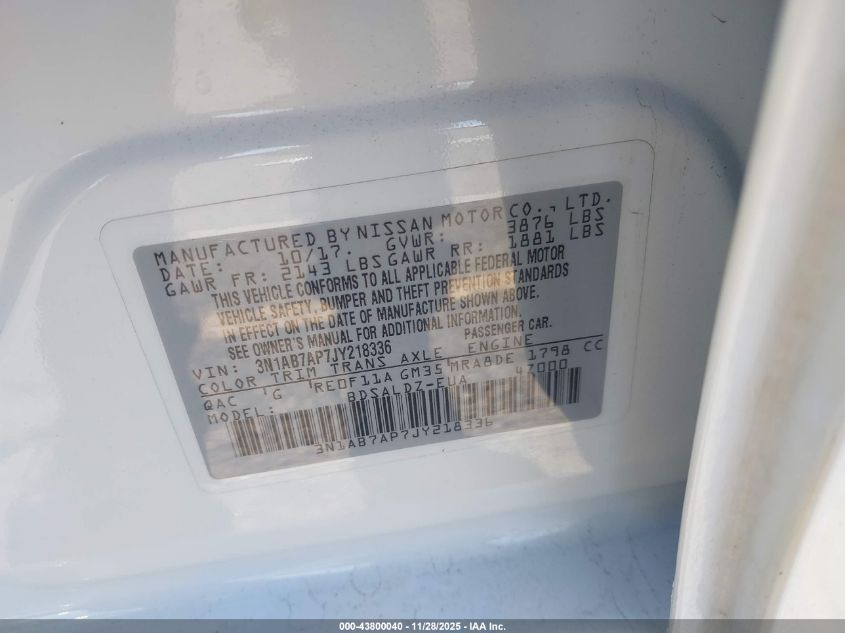 MANUFACTURED BY NISSAN MOTOR CO., LTD.
DATE: 10/17. GVWR: 3876 LBS
GAWR FR: 2143 LBS GAWR RR: 1881 LBS
THIS VEHICLE CONFORMS TO ALL APPLICABLE FEDERAL MOTOR
VEHICLE SAFETY, BUMPER AND THEFT PREVENTION STANDARDS
IN EFFECT ON THE DATE OF MANUFACTURE SHOWN ABOVE.
SEE OWNER'S MANUAL FOR ADDITIONAL INFORMATION.
VIN: 3N1AB7AP7JY218336 PASSENGER CAR.
COLOR TRIM TRANS AXLE ENGINE
QAC G RE0F11A GM35 MRA8DE 1798 CC
MODEL: BDSALDZ-EUA 47000
3N1AB7AP7JY218336
000-43800040 - 11/28/2025 - IAA Inc.